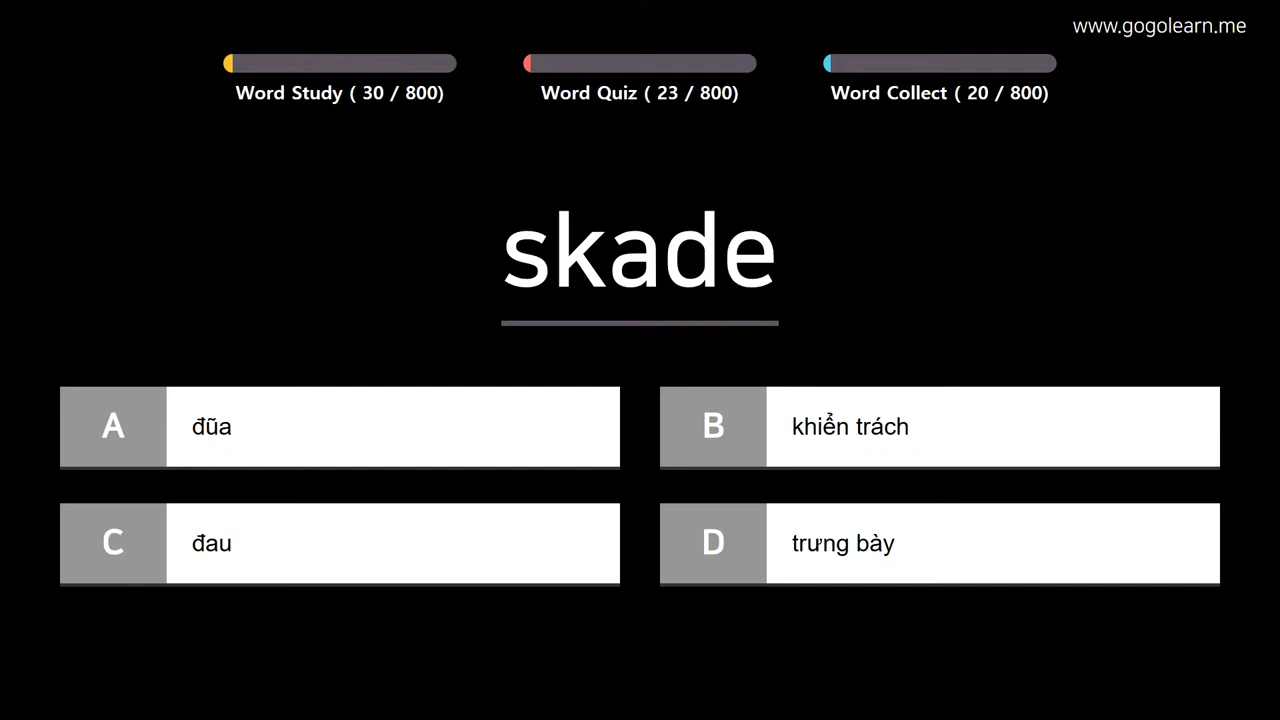 www.gogolearn.me
Word Study ( 30 / 800)
Word Quiz ( 23 / 800)
Word Collect ( 20 / 800)
skade
A đũa
B khiển trách
C đau
D trưng bày